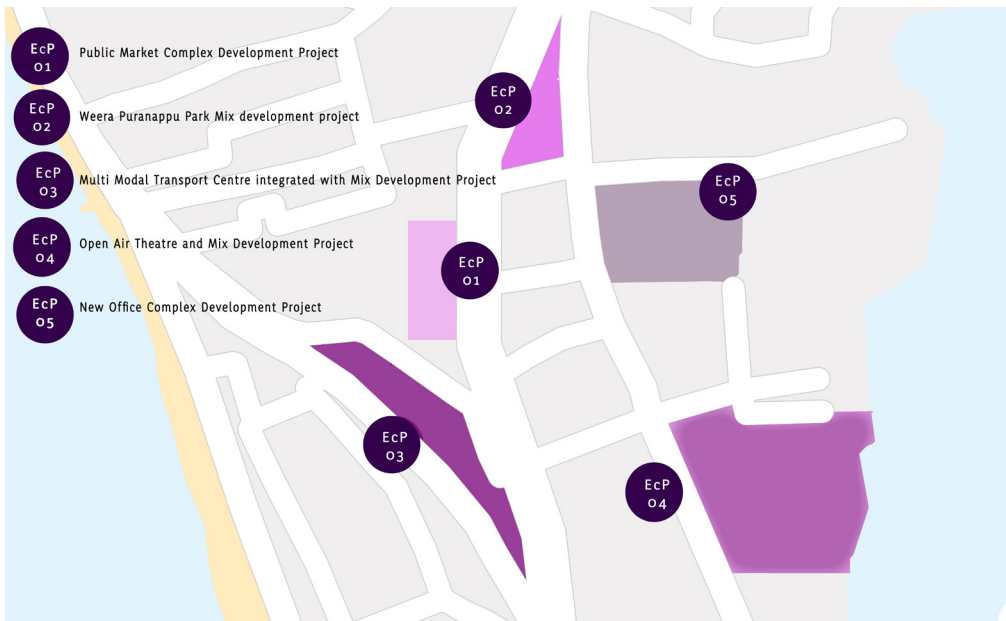 EcP
01
Public Market Complex Development Project
EcP
02
Weera Puranappu Park Mix development project
EcP
03
Multi Modal Transport Centre integrated with Mix Development Project
EcP
04
Open Air Theatre and Mix Development Project
EcP
05
New Office Complex Development Project
EcP
02
EcP
05
EcP
01
EcP
03
EcP
04